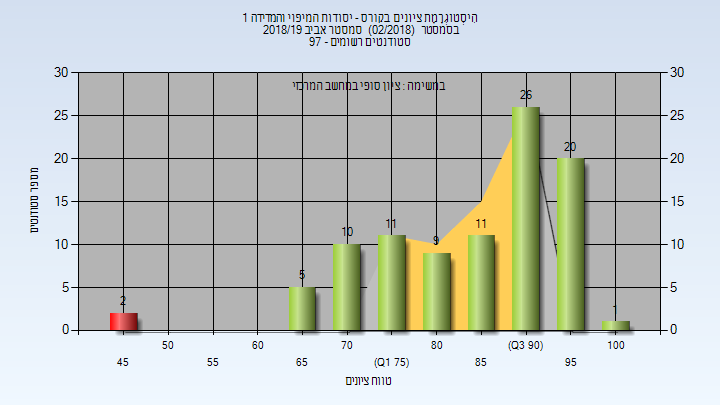 היסטוגרמת ציונים בקורס - יסודות המיפוי והמדידה 1
בסמסטר (02/2018) סמסטר אביב 2018/19
סטודנטים רשומים - 97
במשימה : ציון סופי במחשב המרכזי
מספר סטודנטים
30 25 20 15 10 5 0
30 25 20 15 10 5 0
2 5 10 11 9 11 26 20 1
45 50 55 60 65 70 (Q1 75) 80 85 (Q3 90) 95 100
טווח ציונים